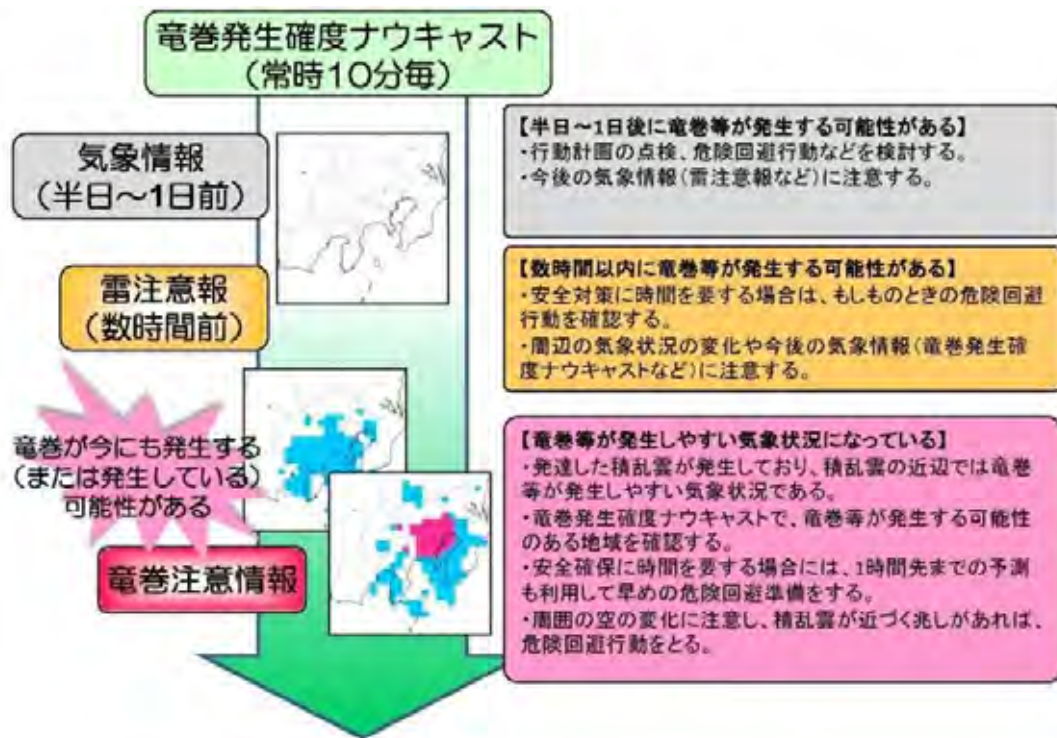 竜巻発生確度ナウキャスト
（常時10分毎）
気象情報
（半日～1日前）
【半日～1日後に竜巻等が発生する可能性がある】
・行動計画の点検、危険回避行動などを検討する。
・今後の気象情報（雷注意報など）に注意する。
雷注意報
（数時間前）
【数時間以内に竜巻等が発生する可能性がある】
・安全対策に時間を要する場合は、もしものときの危険回避
行動を確認する。
・周辺の気象状況の変化や今後の気象情報（竜巻発生確
度ナウキャストなど）に注意する。
竜巻が今にも発生する
（または発生している）
可能性がある
竜巻注意情報
【竜巻等が発生しやすい気象状況になっている】
・発達した積乱雲が発生しており、積乱雲の近辺では竜巻
等が発生しやすい気象状況である。
・竜巻発生確度ナウキャストで、竜巻等が発生する可能性
のある地域を確認する。
・安全確保に時間を要する場合には、1時間先までの予測
も利用して早めの危険回避準備をする。
・周囲の空の変化に注意し、積乱雲が近づく兆しがあれば、
危険回避行動をとる。